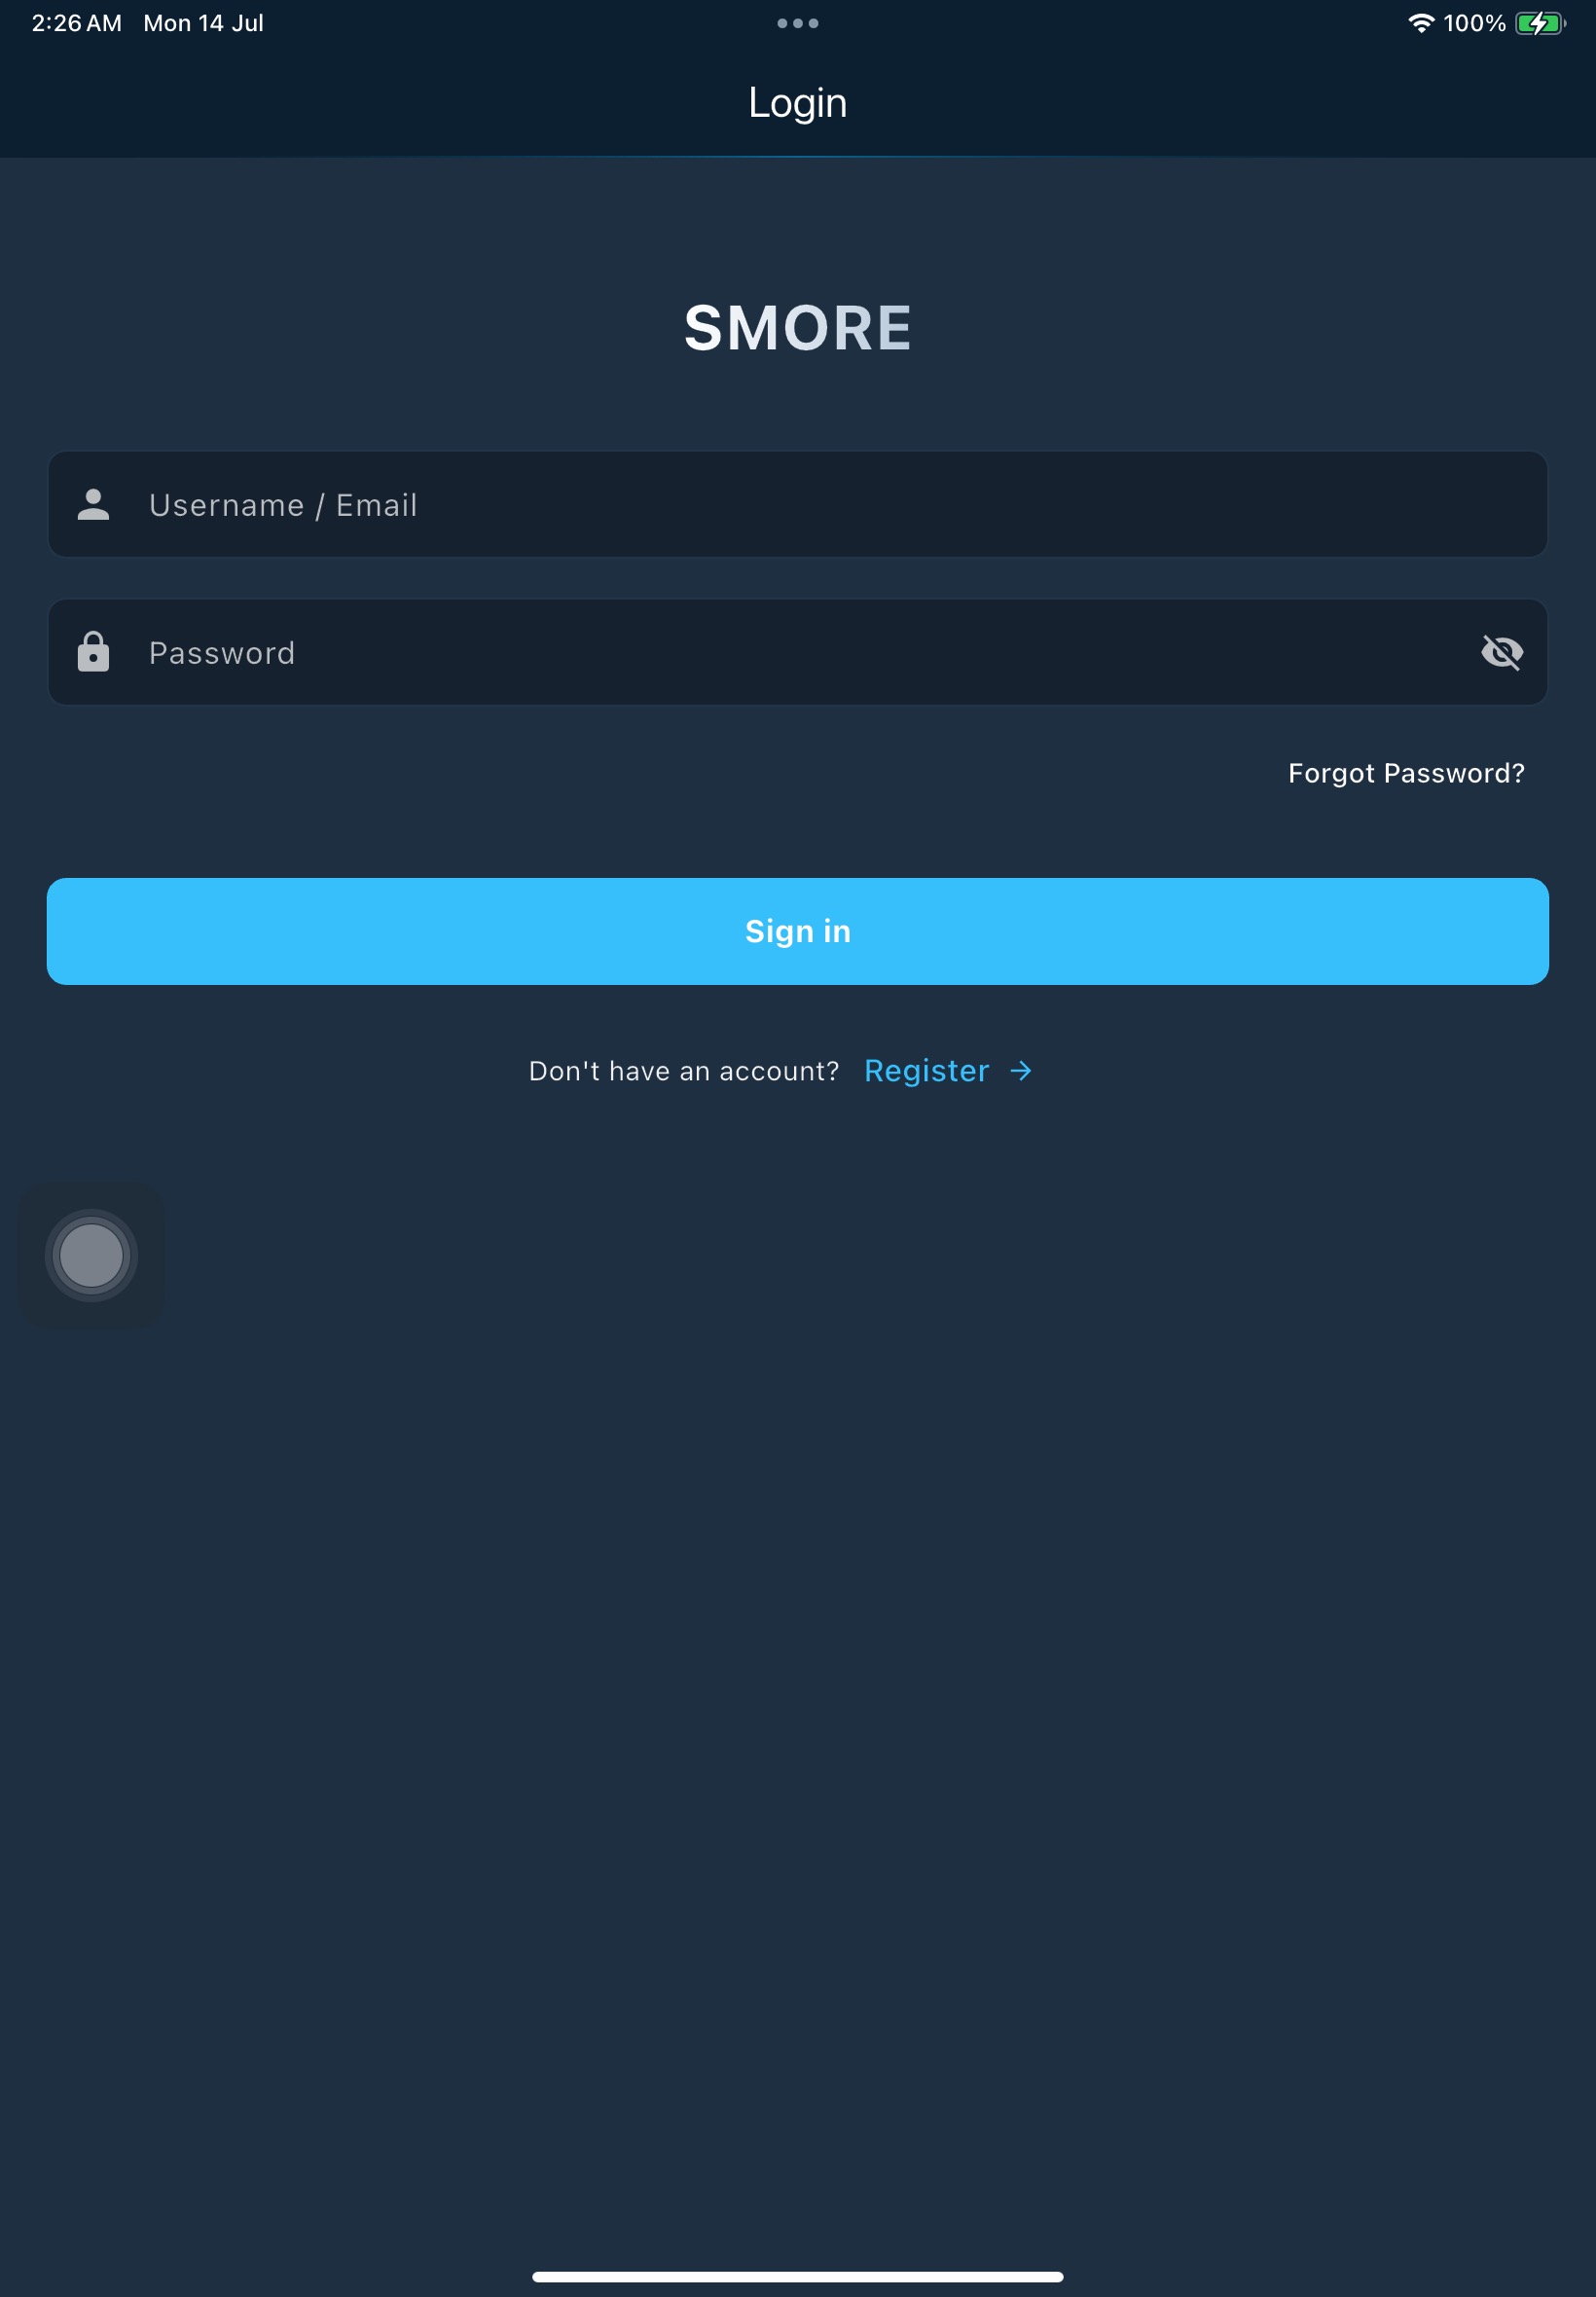 2:26 AM Mon 14 Jul 100%
Login
SMORE
Username / Email
Password
Forgot Password?
Sign in
Don't have an account? Register →